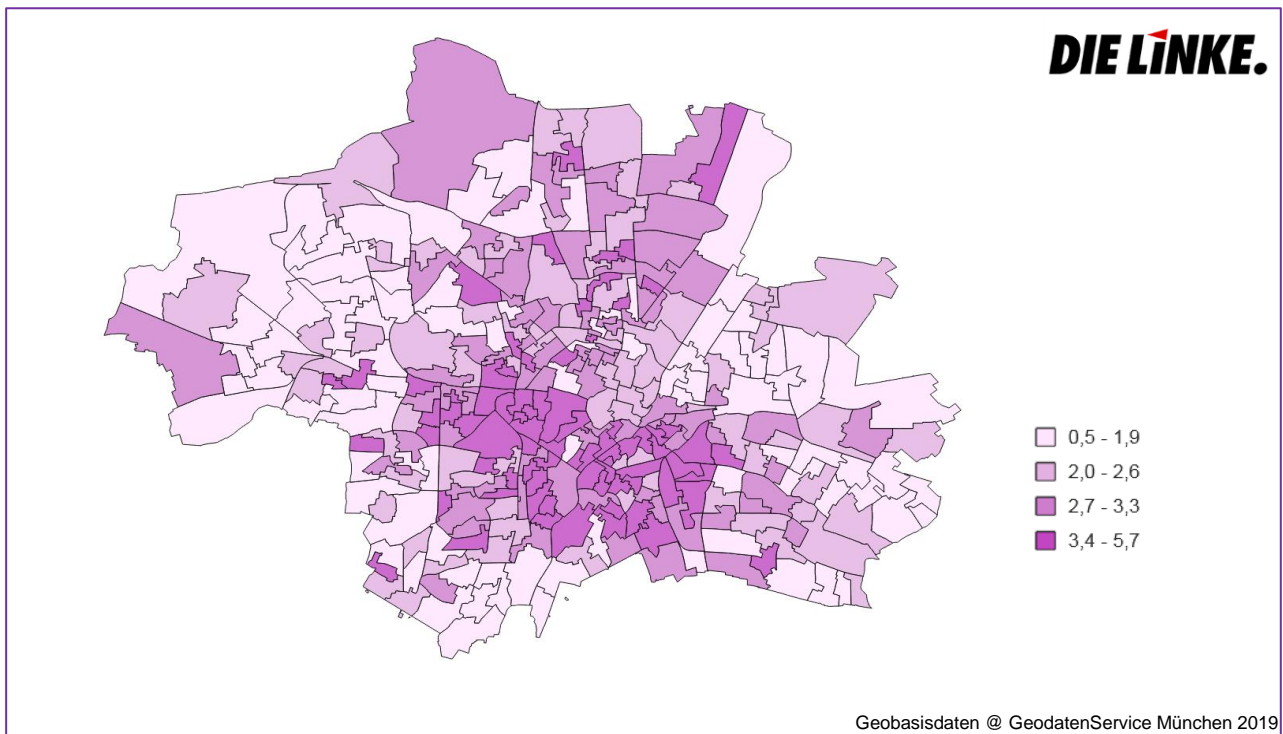 DIE LINKE.
0,5 - 1,9
2,0 - 2,6
2,7 - 3,3
3,4 - 5,7
Geobasisdaten @ GeodatenService München 2019